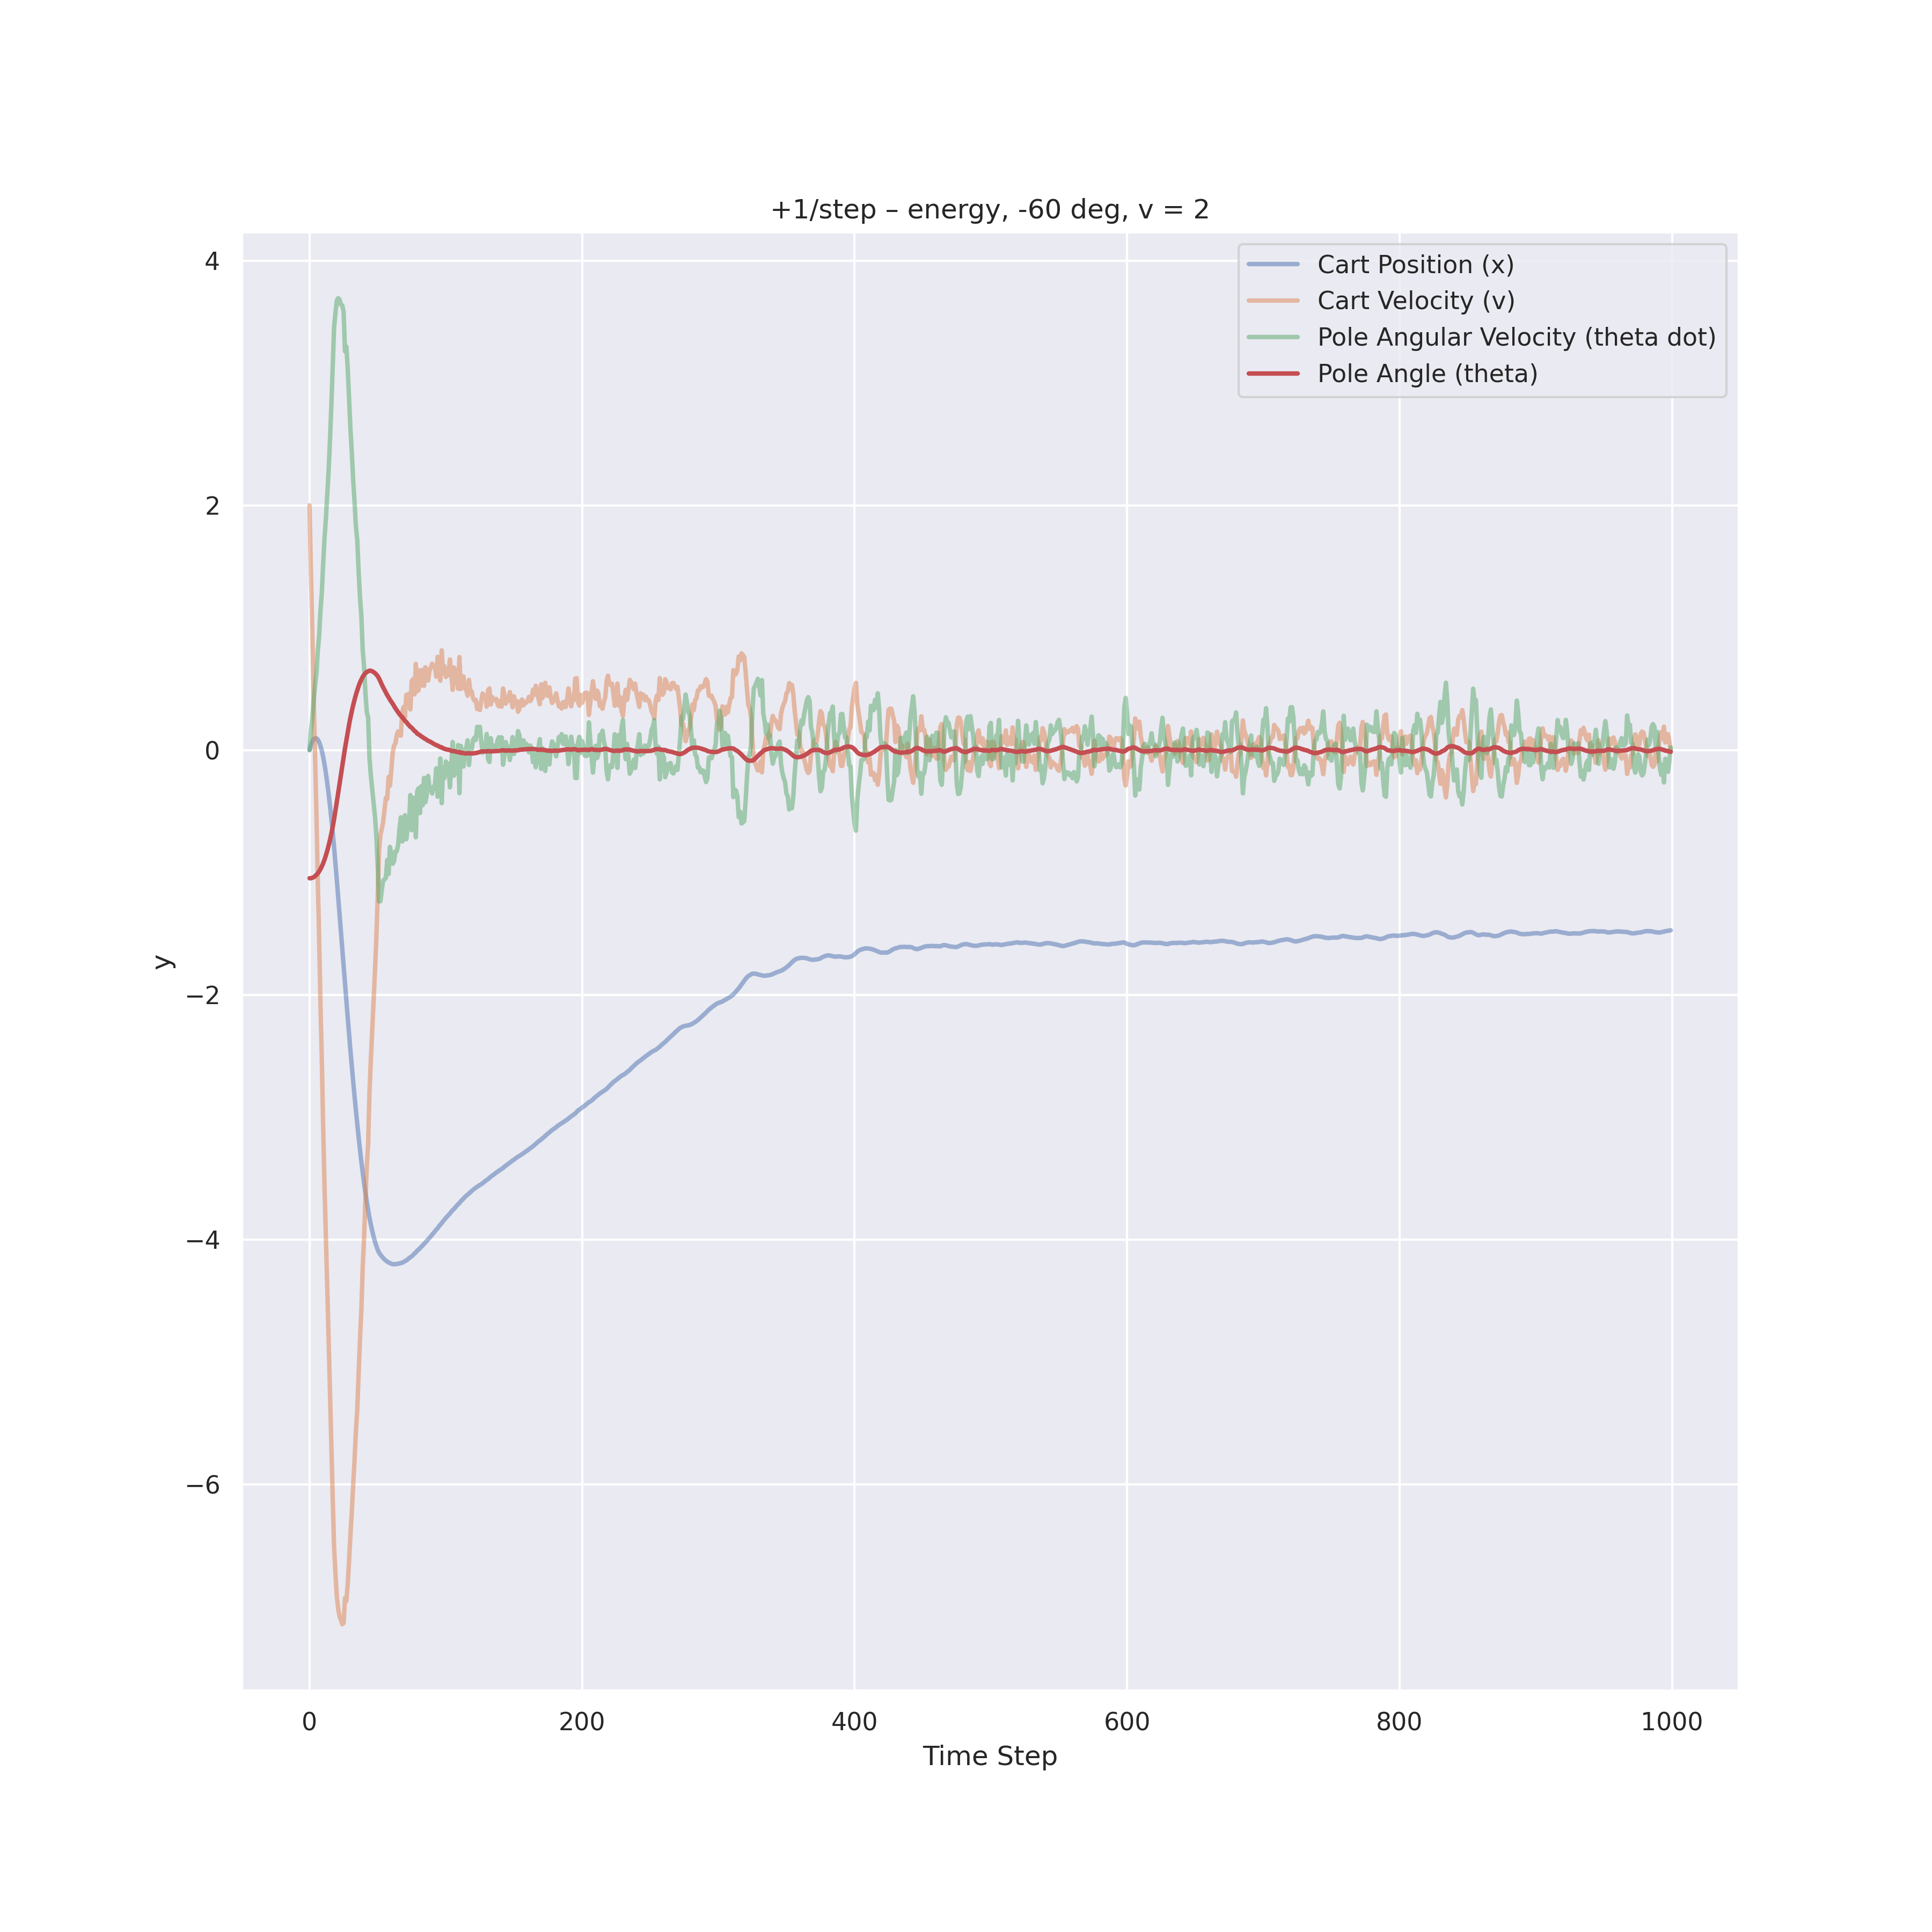 +1/step – energy, -60 deg, v = 2
Cart Position (x)
Cart Velocity (v)
Pole Angular Velocity (theta dot)
Pole Angle (theta)
4
2
0
−2
−4
−6
y
0 200 400 600 800 1000
Time Step